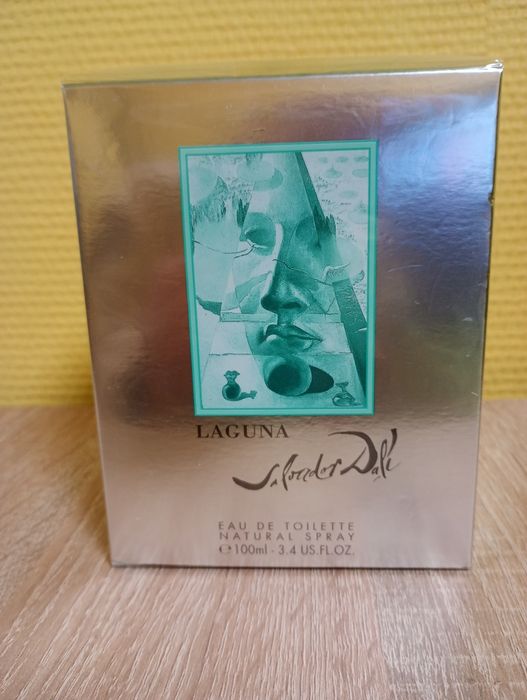 LAGUNA
Salvador Dalí
EAU DE TOILETTE
NATURAL SPRAY
℮100ml - 3.4 US.FL.OZ.